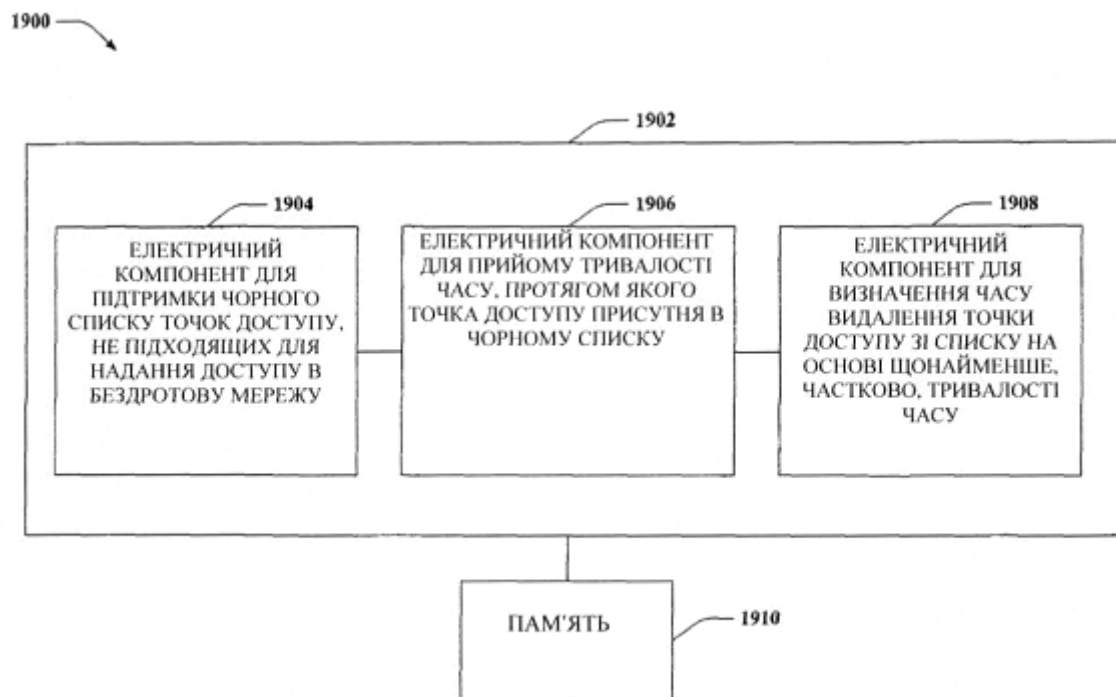 1900
1902
1904
ЕЛЕКТРИЧНИЙ
КОМПОНЕНТ ДЛЯ
ПІДТРИМКИ ЧОРНОГО
СПИСКУ ТОЧОК ДОСТУПУ,
НЕ ПІДХОДЯЩИХ ДЛЯ
НАДАННЯ ДОСТУПУ В
БЕЗДРОТОВУ МЕРЕЖУ
1906
ЕЛЕКТРИЧНИЙ КОМПОНЕНТ
ДЛЯ ПРИЙОМУ ТРИВАЛОСТІ
ЧАСУ, ПРОТЯГОМ ЯКОГО
ТОЧКА ДОСТУПУ ПРИСУТНЯ В
ЧОРНОМУ СПИСКУ
1908
ЕЛЕКТРИЧНИЙ
КОМПОНЕНТ ДЛЯ
ВИЗНАЧЕННЯ ЧАСУ
ВИДАЛЕННЯ ТОЧКИ
ДОСТУПУ ЗІ СПИСКУ НА
ОСНОВІ ЩОНАЙМЕНШЕ,
ЧАСТКОВО, ТРИВАЛОСТІ
ЧАСУ
ПАМ'ЯТЬ
1910